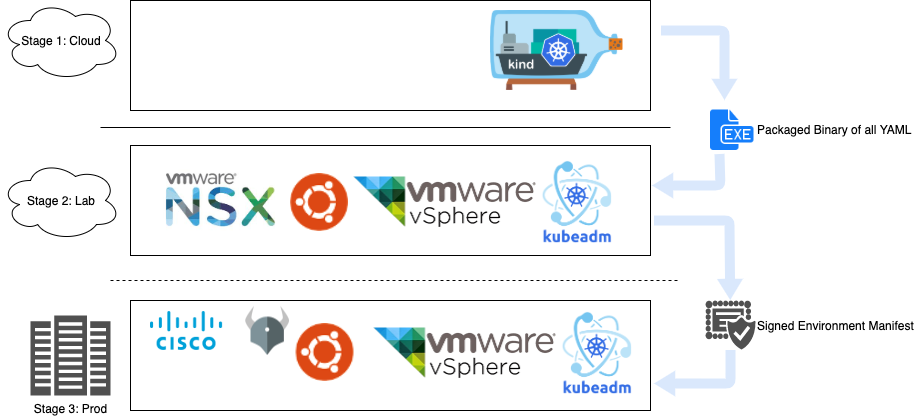 Stage 1: Cloud
kind
EXE
Packaged Binary of all YAML
Stage 2: Lab
vmware®
NSX
vmware®
vSphere
kubeadm
CISCO
vmware®
vSphere
kubeadm
Signed Environment Manifest
Stage 3: Prod